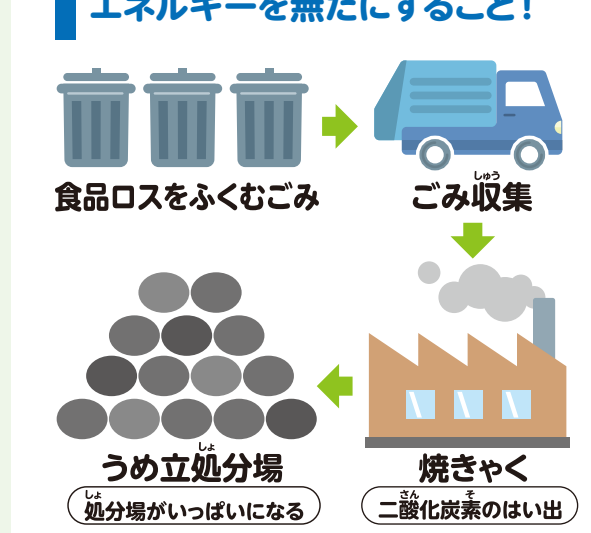 エネルギーを無だにすること！
食品ロスをふくむごみ
しゅう
ごみ収集
しょ
うめ立処分場
しょ
処分場がいっぱいになる
焼きゃく
さん そ
二酸化炭素のはい出